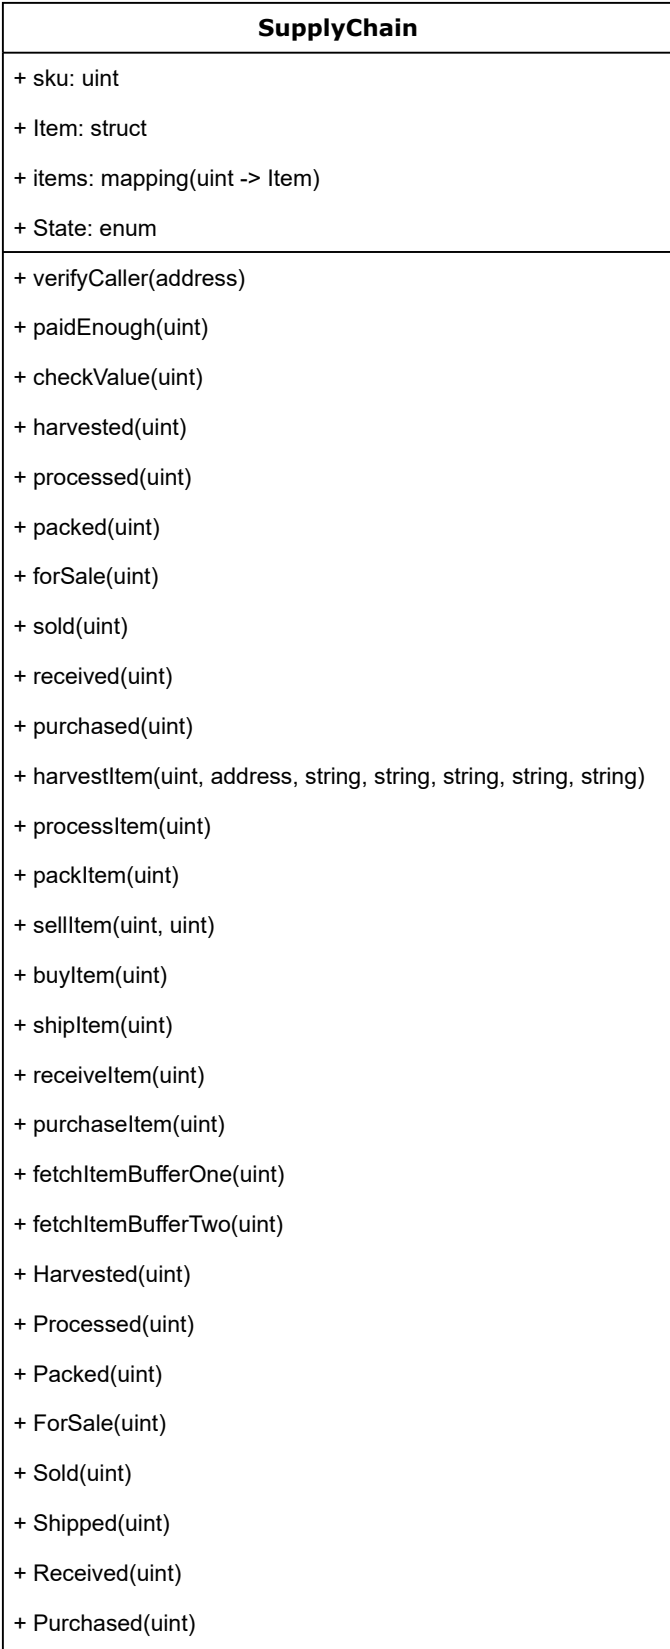 SupplyChain
+ sku: uint
+ Item: struct
+ items: mapping(uint -> Item)
+ State: enum
+ verifyCaller(address)
+ paidEnough(uint)
+ checkValue(uint)
+ harvested(uint)
+ processed(uint)
+ packed(uint)
+ forSale(uint)
+ sold(uint)
+ received(uint)
+ purchased(uint)
+ harvestItem(uint, address, string, string, string, string, string)
+ processItem(uint)
+ packItem(uint)
+ sellItem(uint, uint)
+ buyItem(uint)
+ shipItem(uint)
+ receiveItem(uint)
+ purchaseItem(uint)
+ fetchItemBufferOne(uint)
+ fetchItemBufferTwo(uint)
+ Harvested(uint)
+ Processed(uint)
+ Packed(uint)
+ ForSale(uint)
+ Sold(uint)
+ Shipped(uint)
+ Received(uint)
+ Purchased(uint)